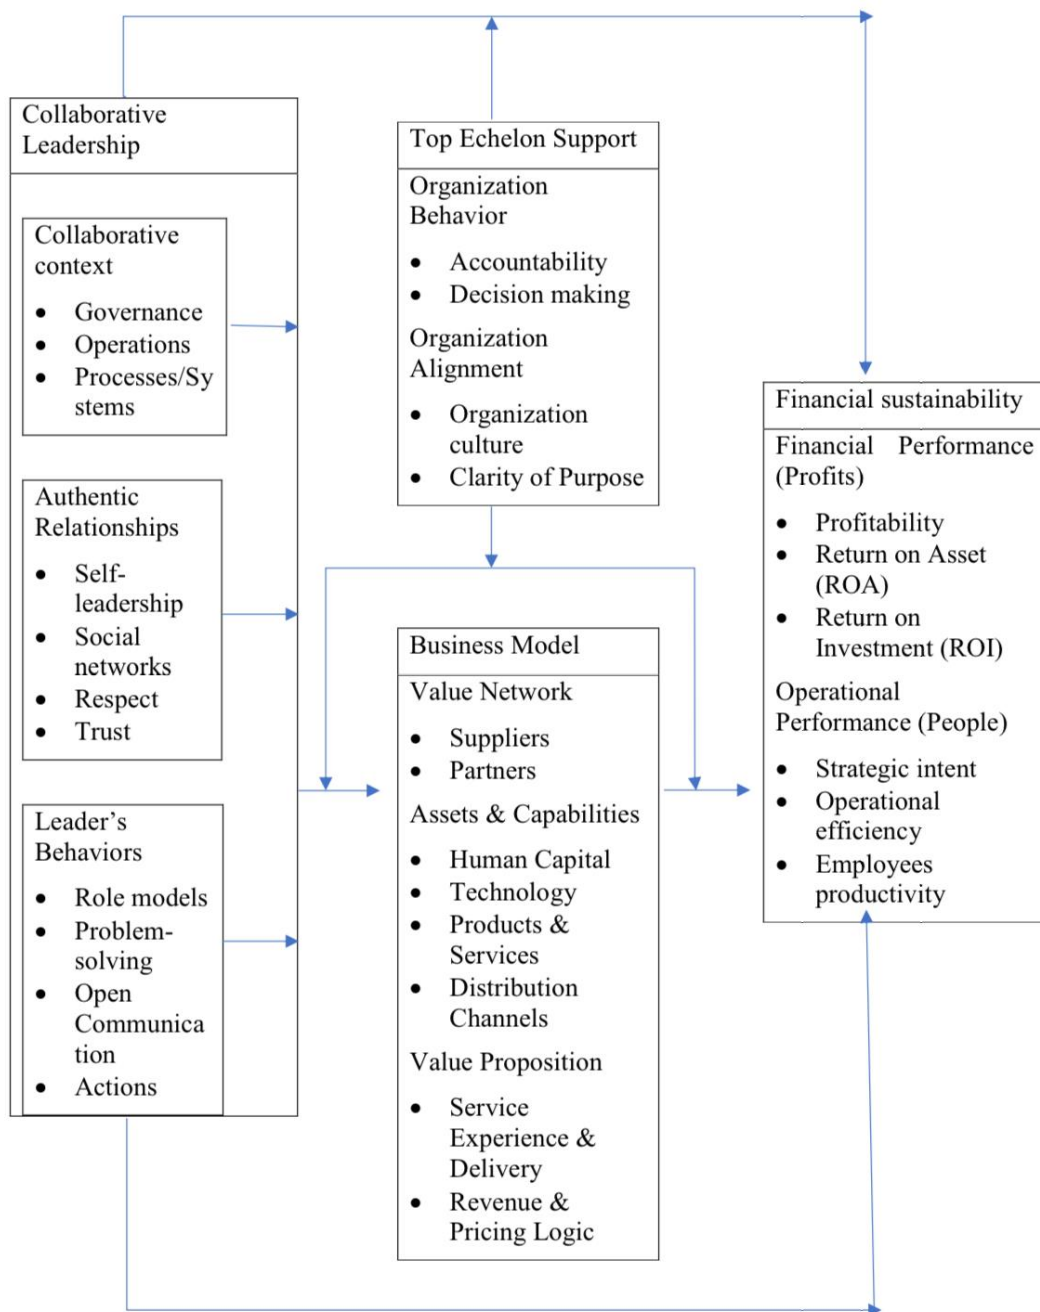 Collaborative
Leadership
Collaborative
context
• Governance
• Operations
• Processes/Sy
stems
Authentic
Relationships
• Self-
leadership
• Social
networks
• Respect
• Trust
Leader’s
Behaviors
• Role models
• Problem-
solving
• Open
Communica
tion
• Actions
Top Echelon Support
Organization
Behavior
• Accountability
• Decision making
Organization
Alignment
• Organization
culture
• Clarity of Purpose
Business Model
Value Network
• Suppliers
• Partners
Assets & Capabilities
• Human Capital
• Technology
• Products &
Services
• Distribution
Channels
Value Proposition
• Service
Experience &
Delivery
• Revenue &
Pricing Logic
Financial sustainability
Financial Performance
(Profits)
• Profitability
• Return on Asset
(ROA)
• Return on
Investment (ROI)
Operational
Performance (People)
• Strategic intent
• Operational
efficiency
• Employees
productivity